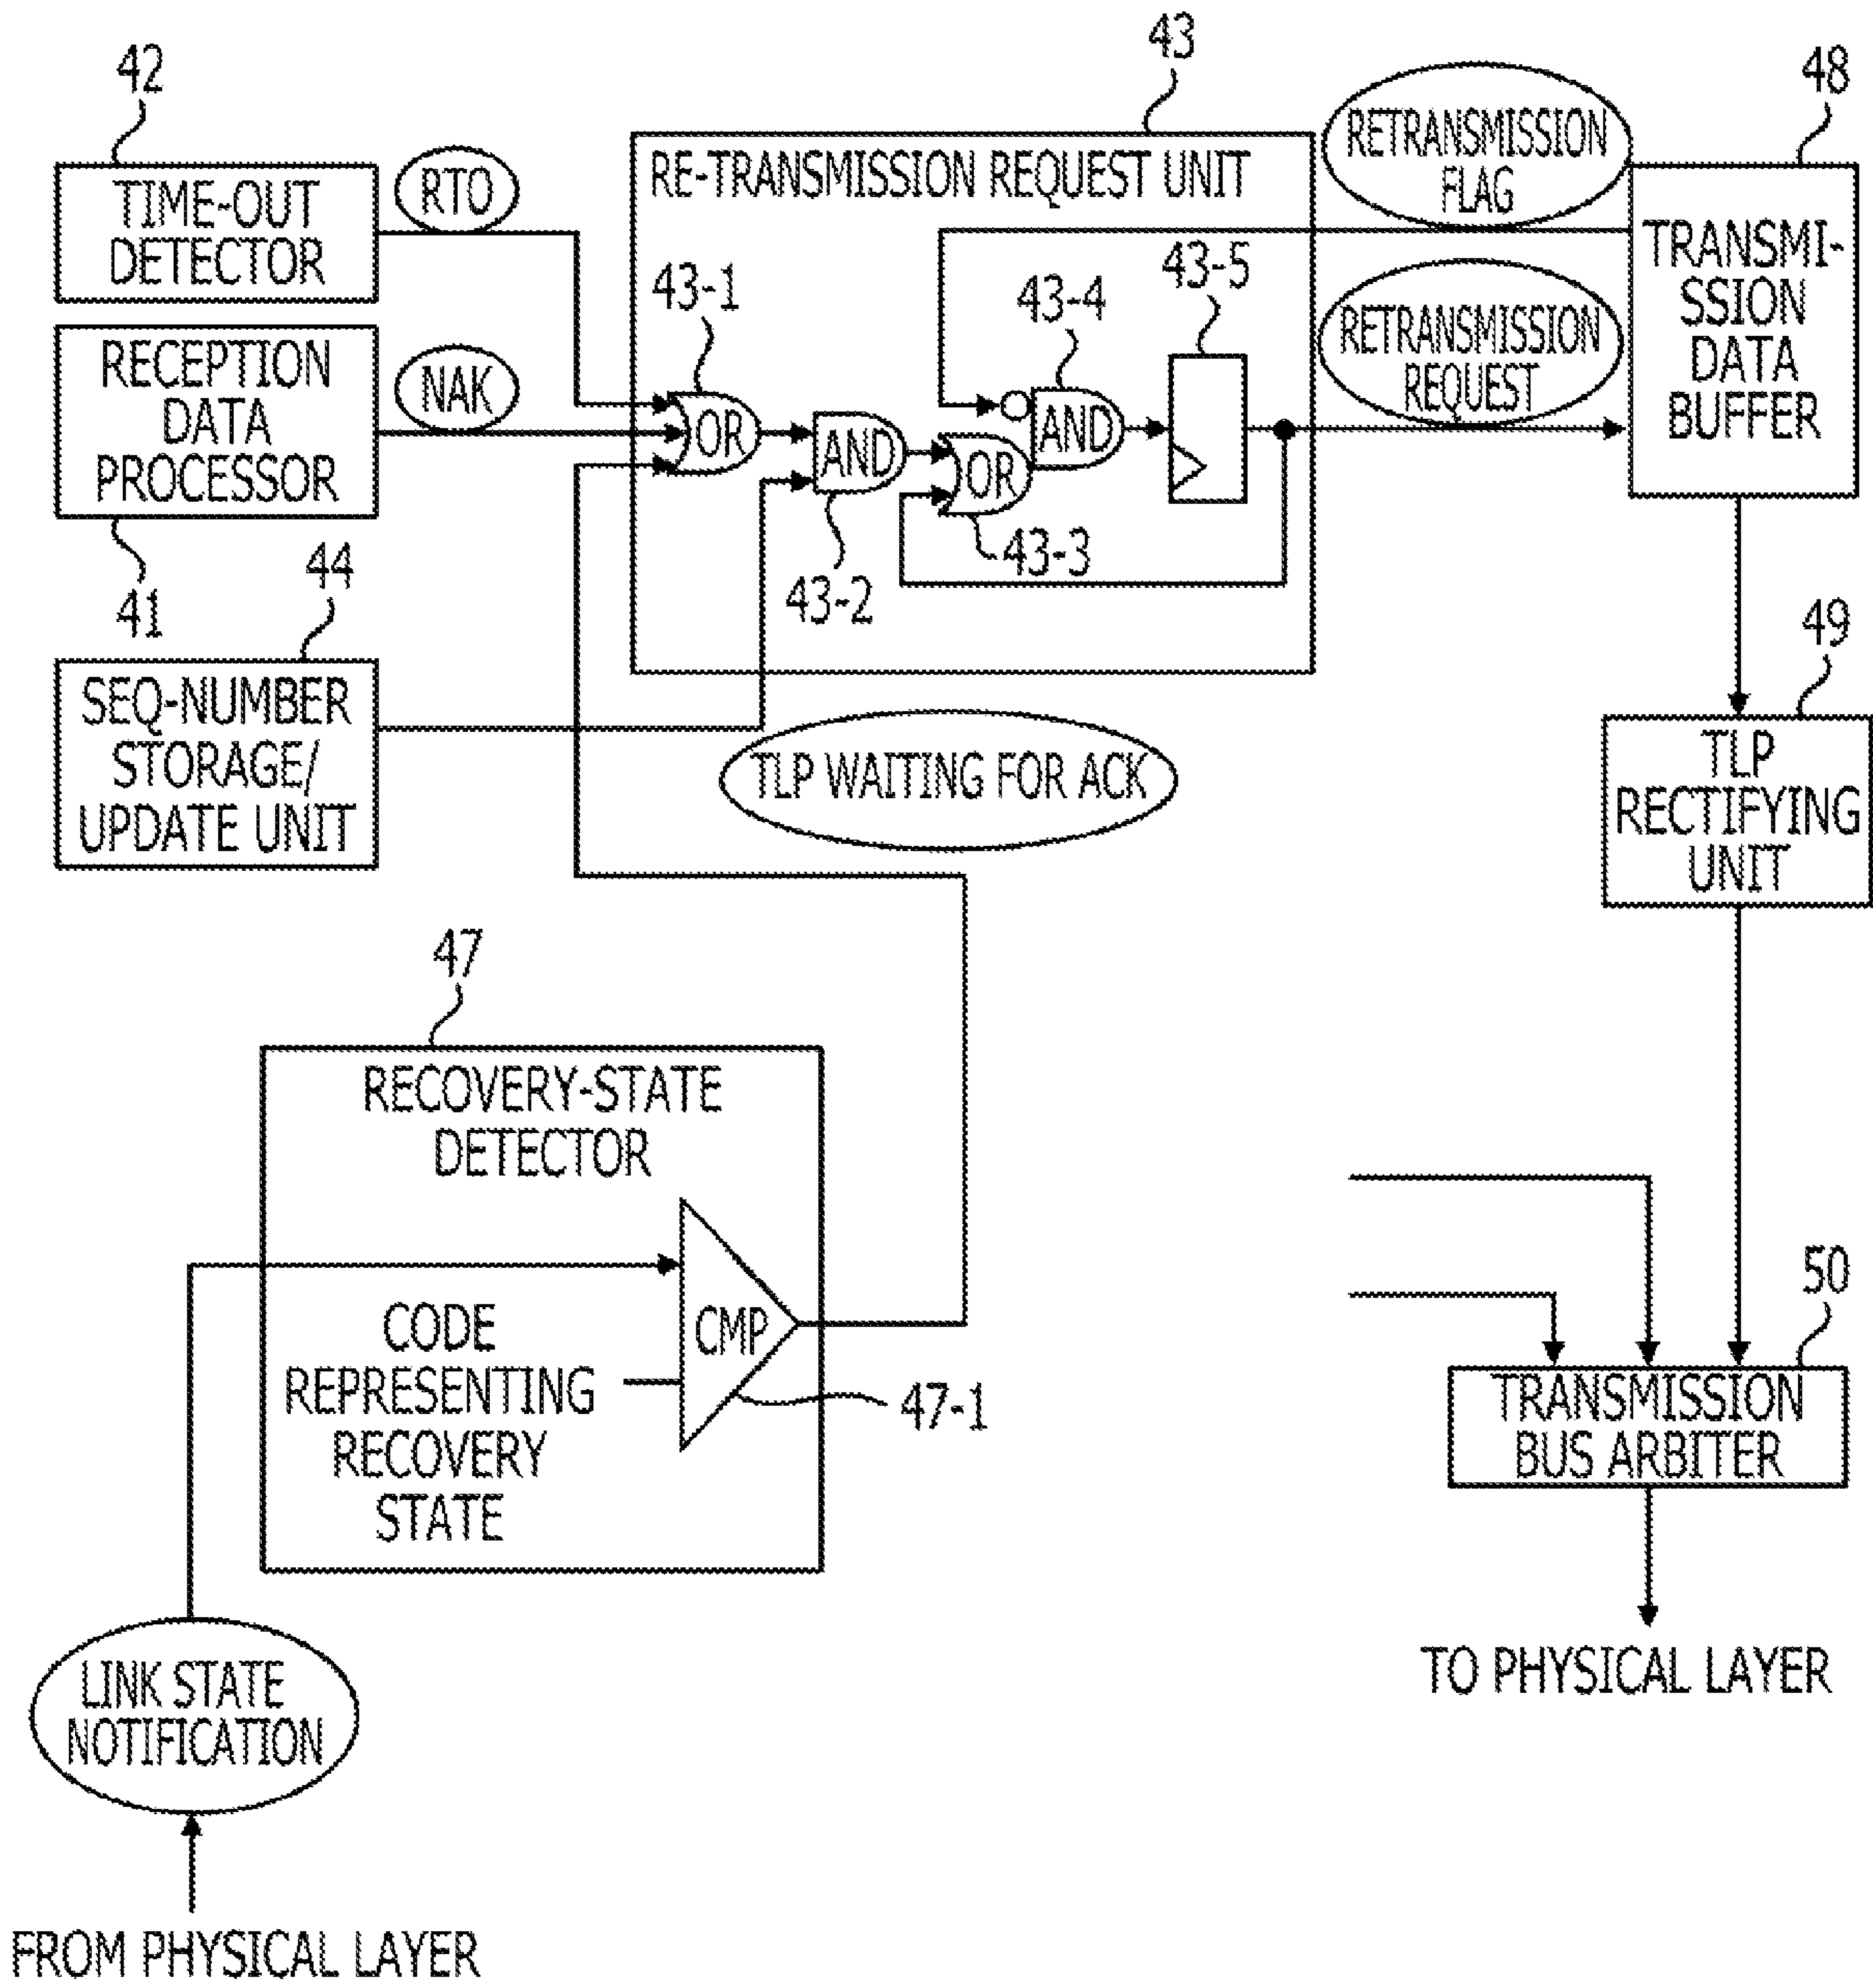 42
TIME-OUT
DETECTOR
RTO
RECEPTION
DATA
PROCESSOR
NAK
41
44
SEQ-NUMBER
STORAGE/
UPDATE UNIT
43
RE-TRANSMISSION REQUEST UNIT
43-1
OR
AND
43-2
OR
43-3
43-4
AND
43-5
RETRANSMISSION
FLAG
RETRANSMISSION
REQUEST
48
TRANSMI-
SSION
DATA
BUFFER
TLP WAITING FOR ACK
49
TLP
RECTIFYING
UNIT
47
RECOVERY-STATE
DETECTOR
CODE
REPRESENTING
RECOVERY
STATE
CMP
47-1
50
TRANSMISSION
BUS ARBITER
TO PHYSICAL LAYER
LINK STATE
NOTIFICATION
FROM PHYSICAL LAYER